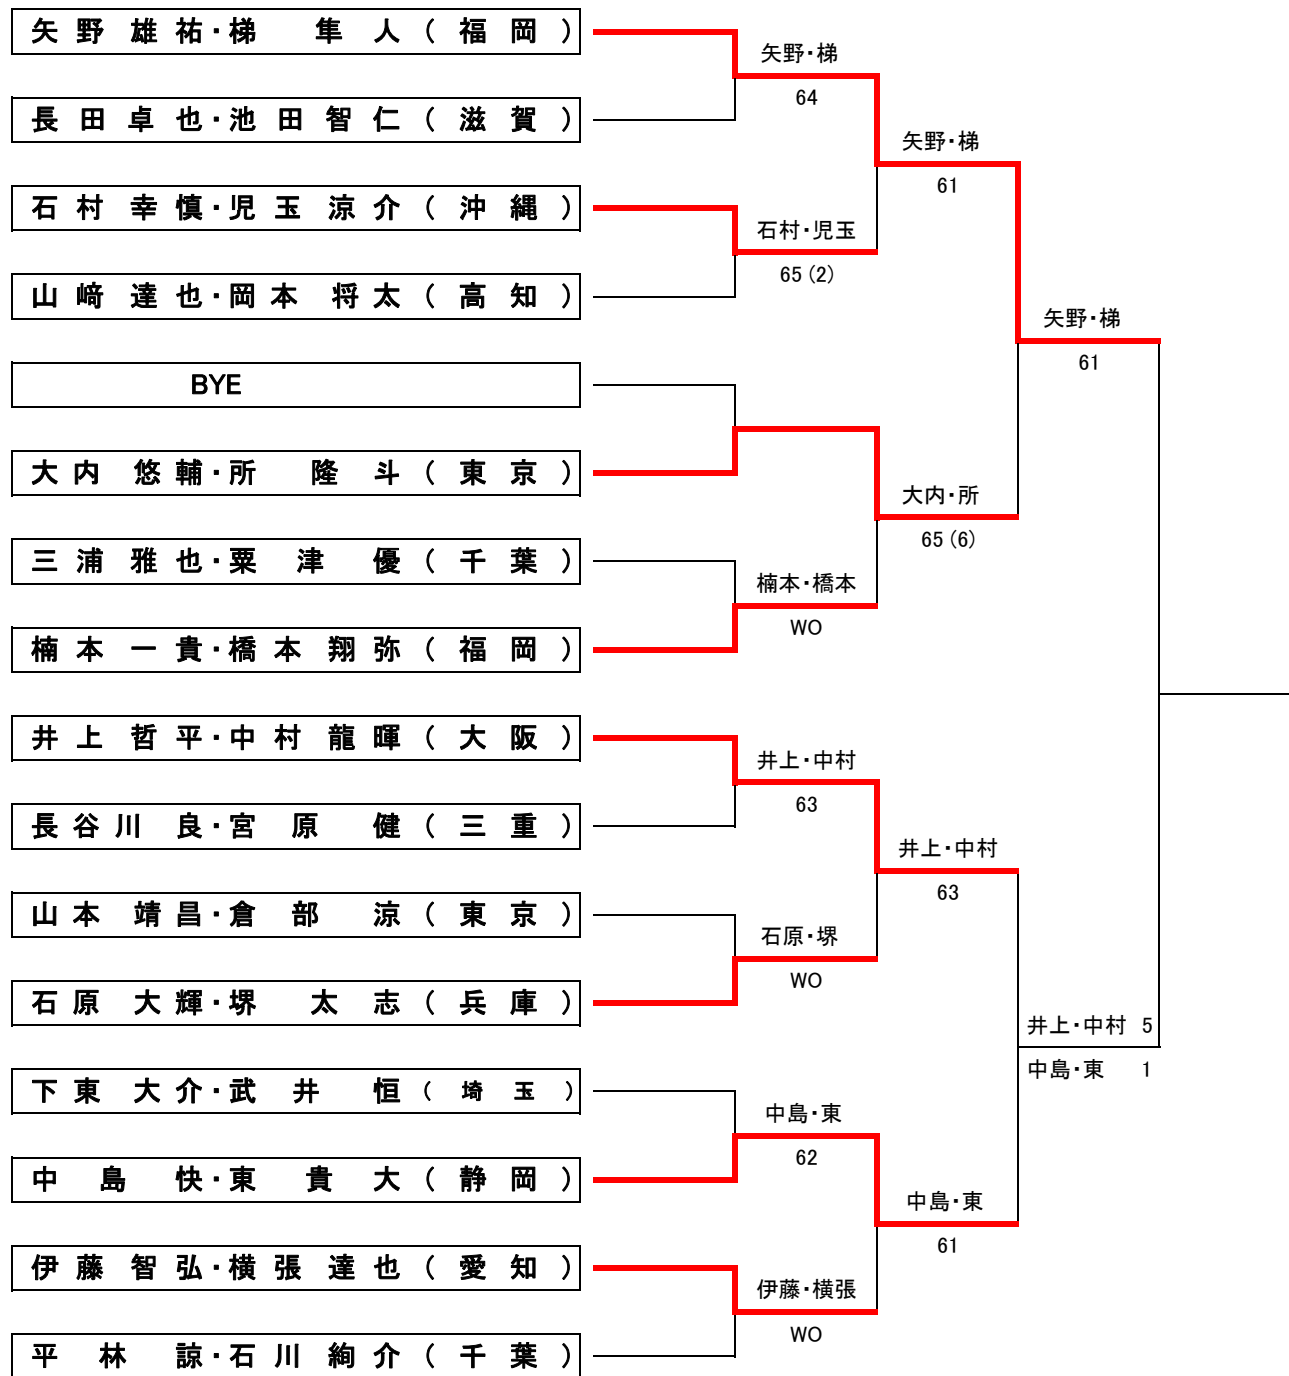 矢野 雄祐・梯 隼人 (福岡)
長田卓也・池田智仁 (滋賀)
石村幸慎・児玉涼介 (沖縄)
山﨑達也・岡本将太 (高知)
BYE
大内悠輔・所 隆斗 (東京)
三浦雅也・粟津 優 (千葉)
楠本一貴・橋本翔弥 (福岡)
井上哲平・中村龍暉 (大阪)
長谷川良・宮原 健 (三重)
山本靖昌・倉部 涼 (東京)
石原大輝・堺 太志 (兵庫)
下東大介・武井 恒 (埼玉)
中島 快・東 貴大 (静岡)
伊藤智弘・横張達也 (愛知)
平林 諒・石川絢介 (千葉)
矢野・梯
64
石村・児玉
65 (2)
楠本・橋本
WO
井上・中村
63
石原・堺
WO
中島・東
62
伊藤・横張
WO
矢野・梯
61
大内・所
65 (6)
井上・中村
63
中島・東
61
矢野・梯
61
井上・中村 5
中島・東 1